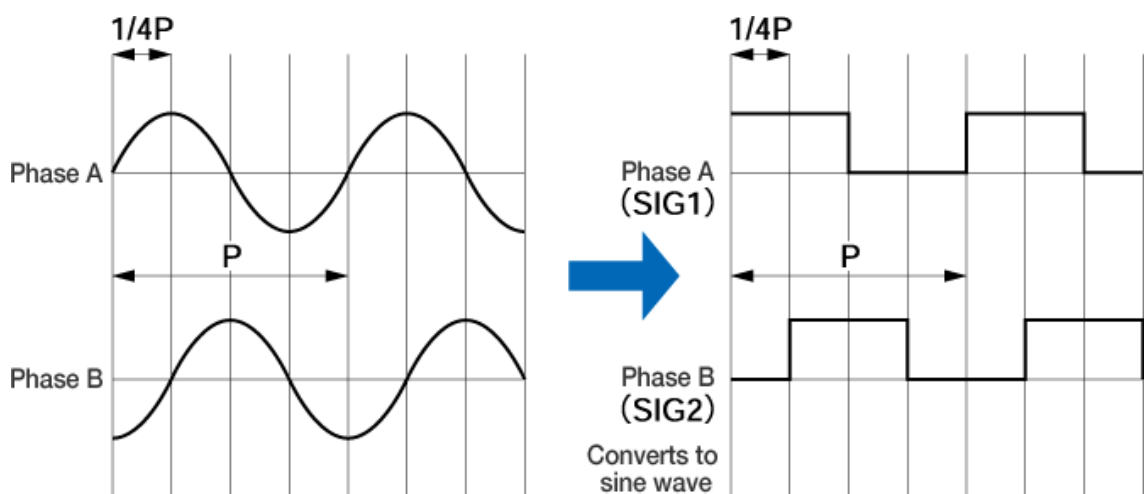 1/4P
Phase A
P
Phase B
1/4P
Phase A
(SIG1)
P
Phase B
(SIG2)
Converts to
sine wave